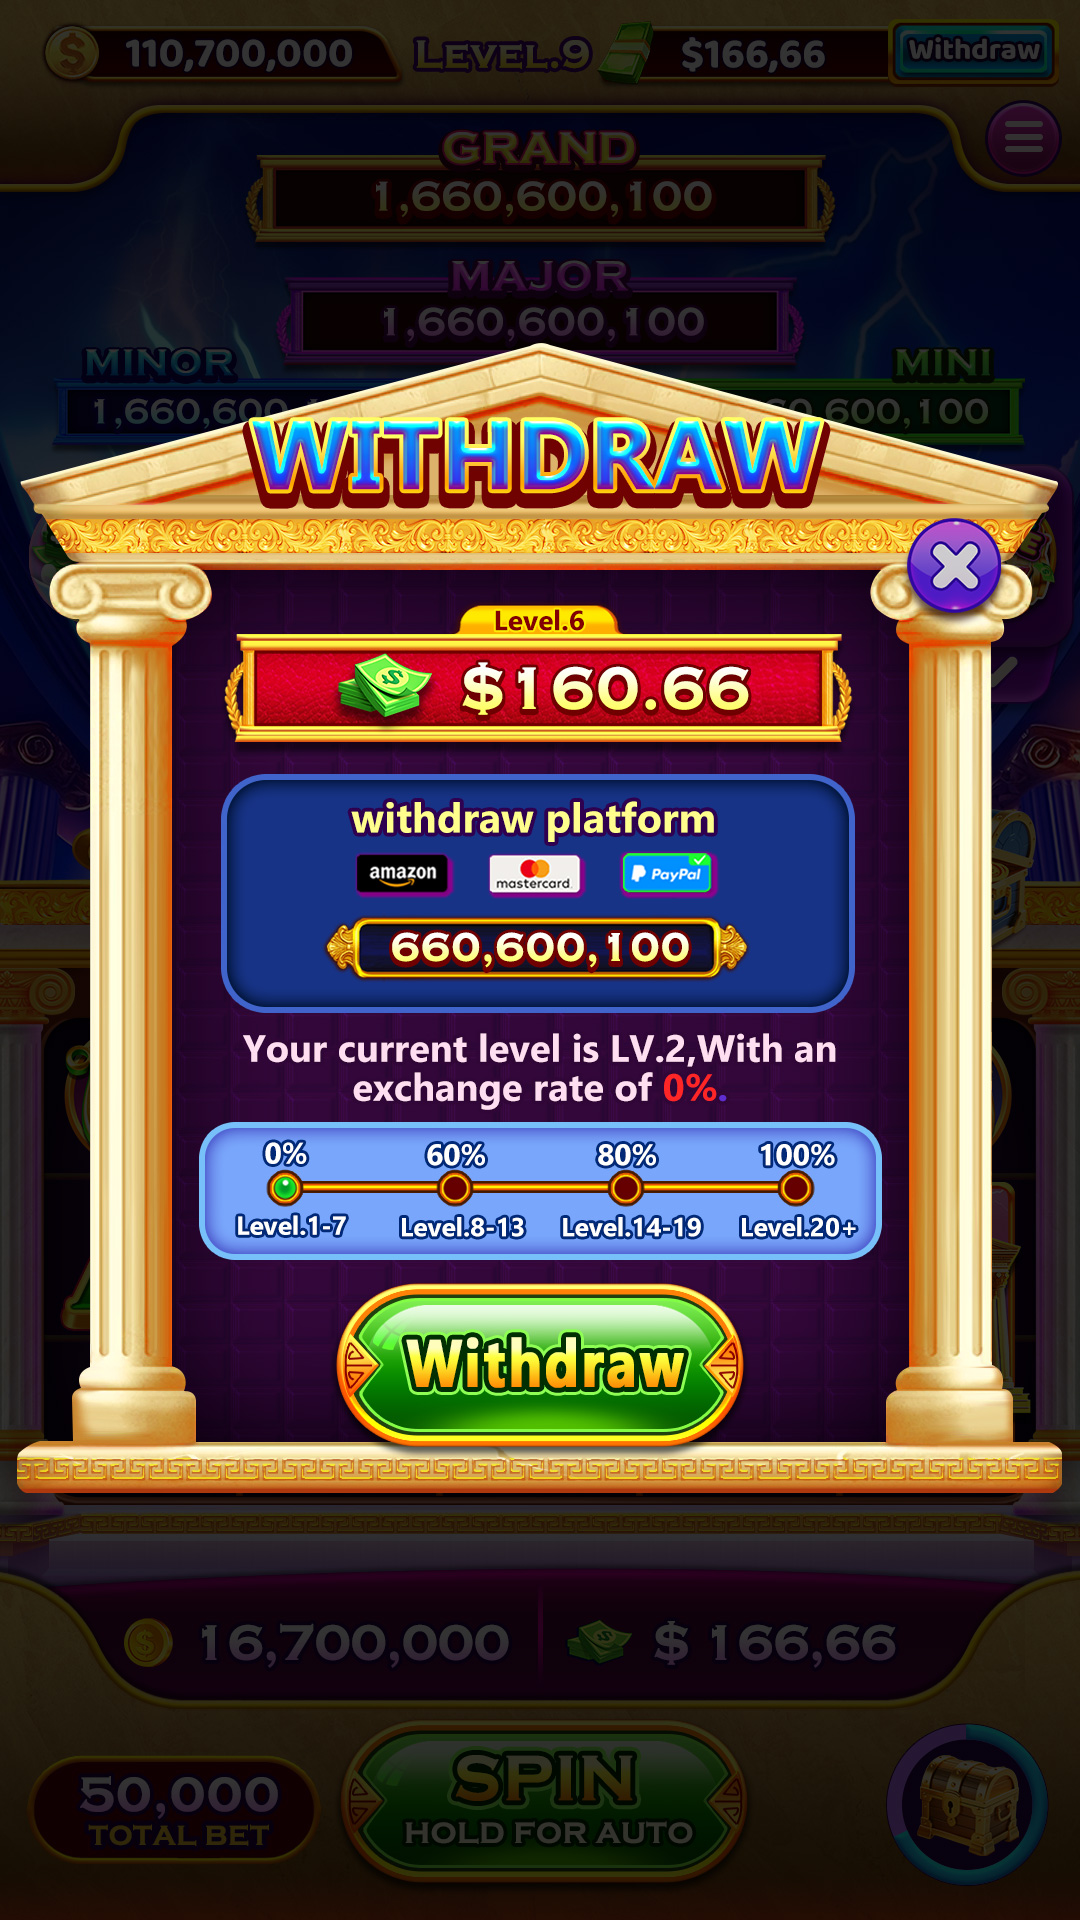 110,700,000
LEVEL.9
$166,66
Withdraw
GRAND
1,660,600,100
MAJOR
1,660,600,100
MINOR
MINI
1,660,600
60,600,100
WITHDRAW
Level.6
$160.66
withdraw platform
amazon
mastercard
PayPal
660,600,100
Your current level is LV.2,With an
exchange rate of 0%.
0% 60% 80% 100%
Level.1-7 Level.8-13 Level.14-19 Level.20+
Withdraw
16,700,000
$ 166,66
50,000
TOTAL BET
SPIN
HOLD FOR AUTO